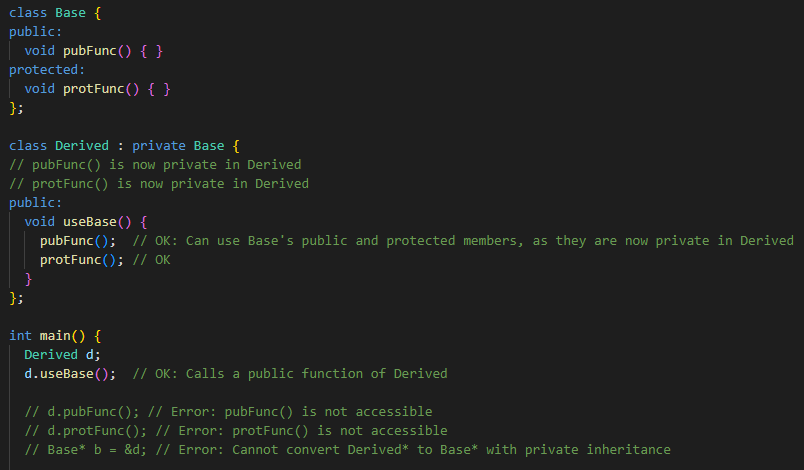 class Base {
public:
  void pubFunc() { }
protected:
  void protFunc() { }
};

class Derived : private Base {
// pubFunc() is now private in Derived
// protFunc() is now private in Derived
public:
  void useBase() {
    pubFunc();  // OK: Can use Base's public and protected members, as they are now private in Derived
    protFunc(); // OK
  }
};

int main() {
  Derived d;
  d.useBase();  // OK: Calls a public function of Derived

  // d.pubFunc(); // Error: pubFunc() is not accessible
  // d.protFunc(); // Error: protFunc() is not accessible
  // Base* b = &d; // Error: Cannot convert Derived* to Base* with private inheritance